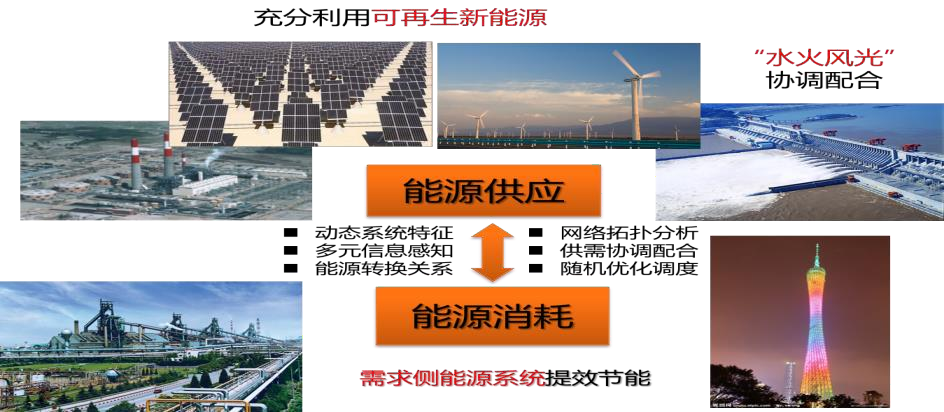 充分利用可再生新能源
“水火风光”
协调配合
能源供应
■ 动态系统特征
■ 多元信息感知
■ 能源转换关系
■ 网络拓扑分析
■ 供需协调配合
■ 随机优化调度
能源消耗
需求侧能源系统提效节能